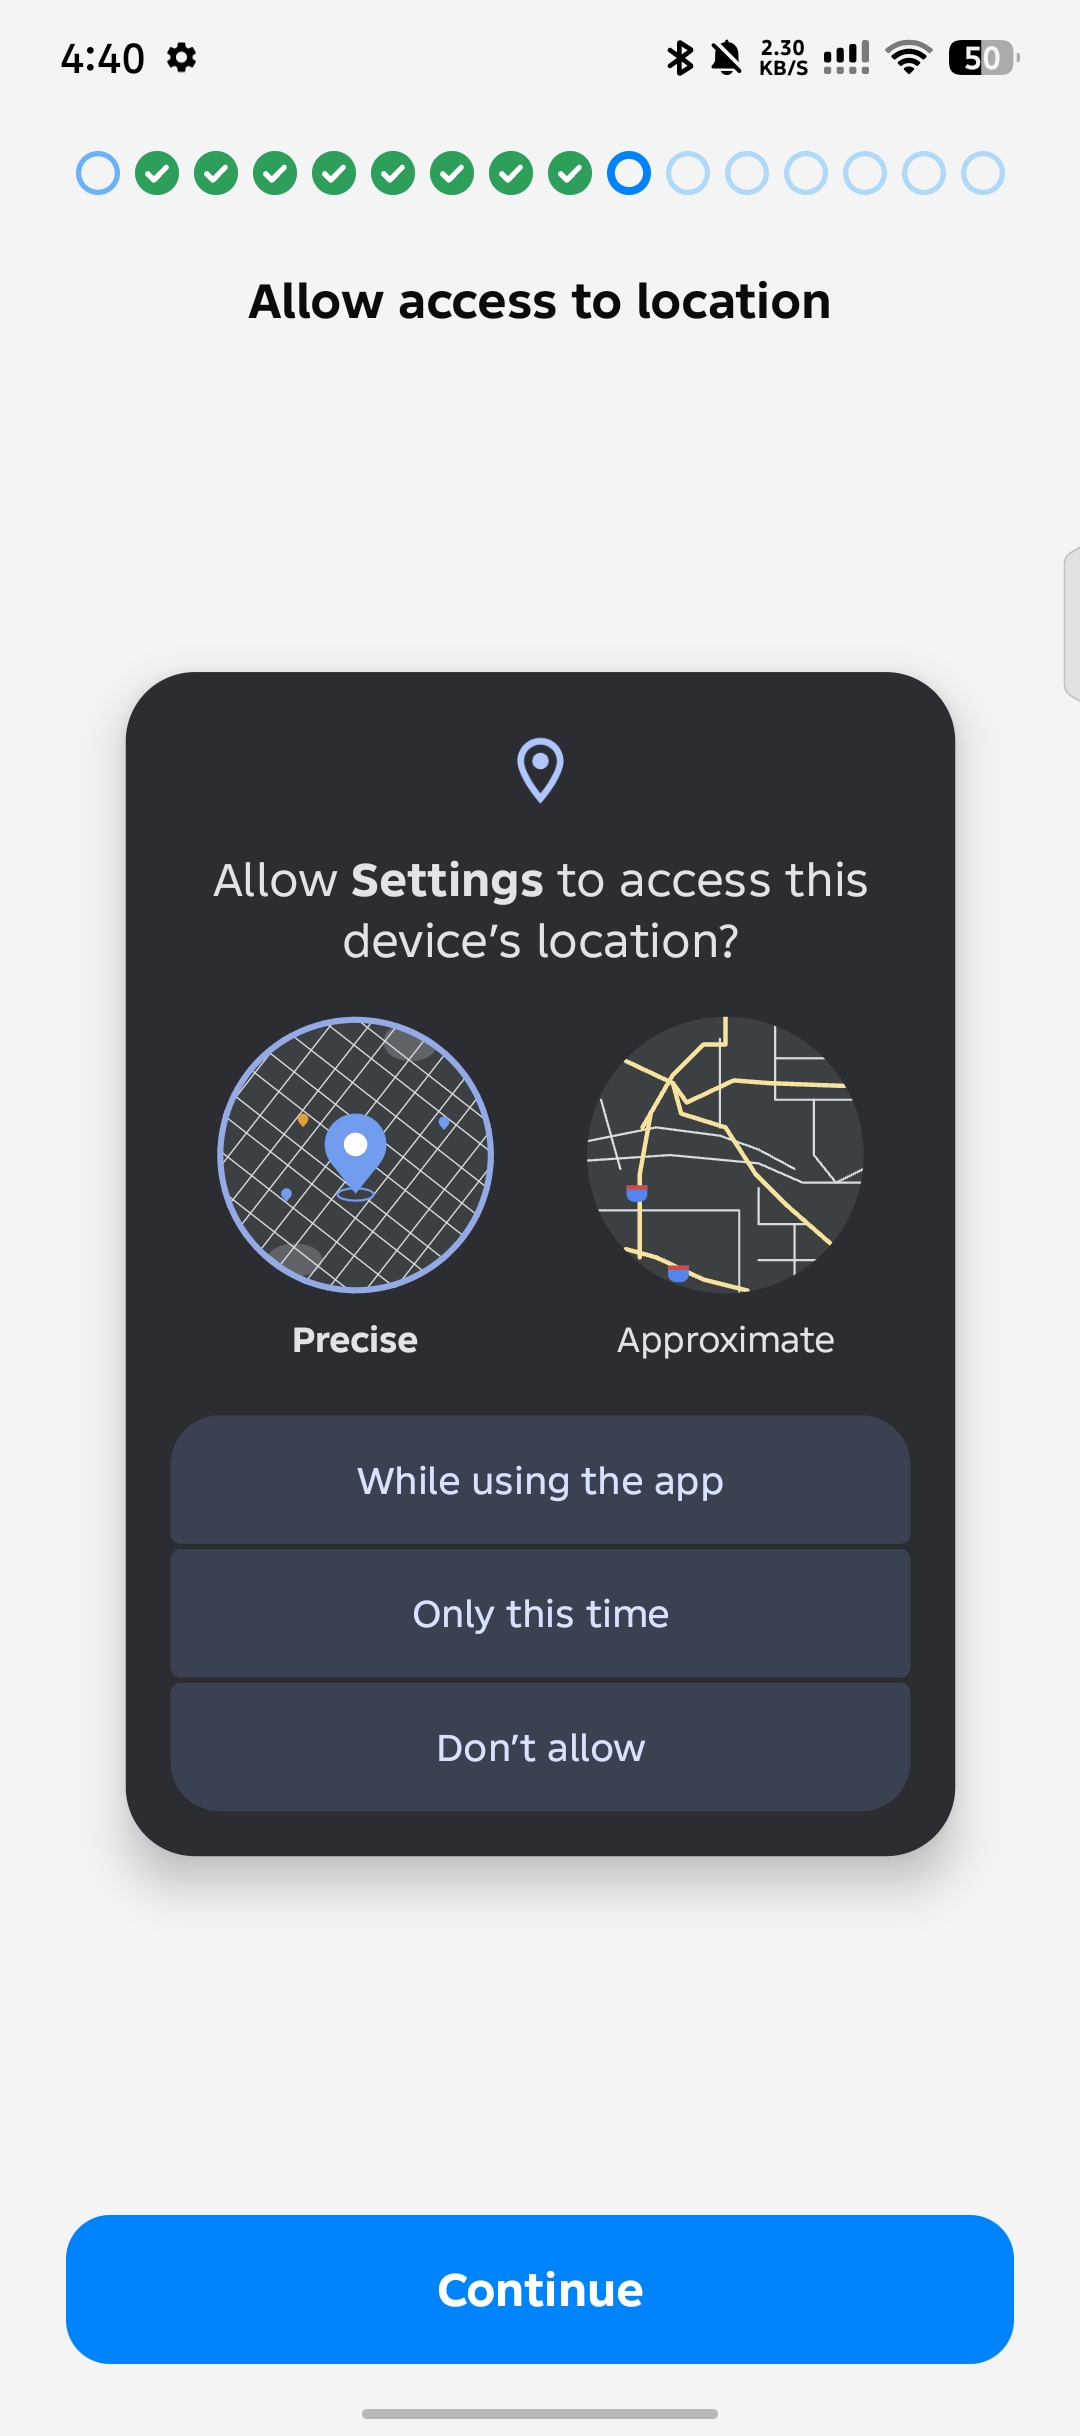 4:40
2.30
KB/S
50
Allow access to location
Allow Settings to access this
device's location?
Precise
Approximate
While using the app
Only this time
Don't allow
Continue